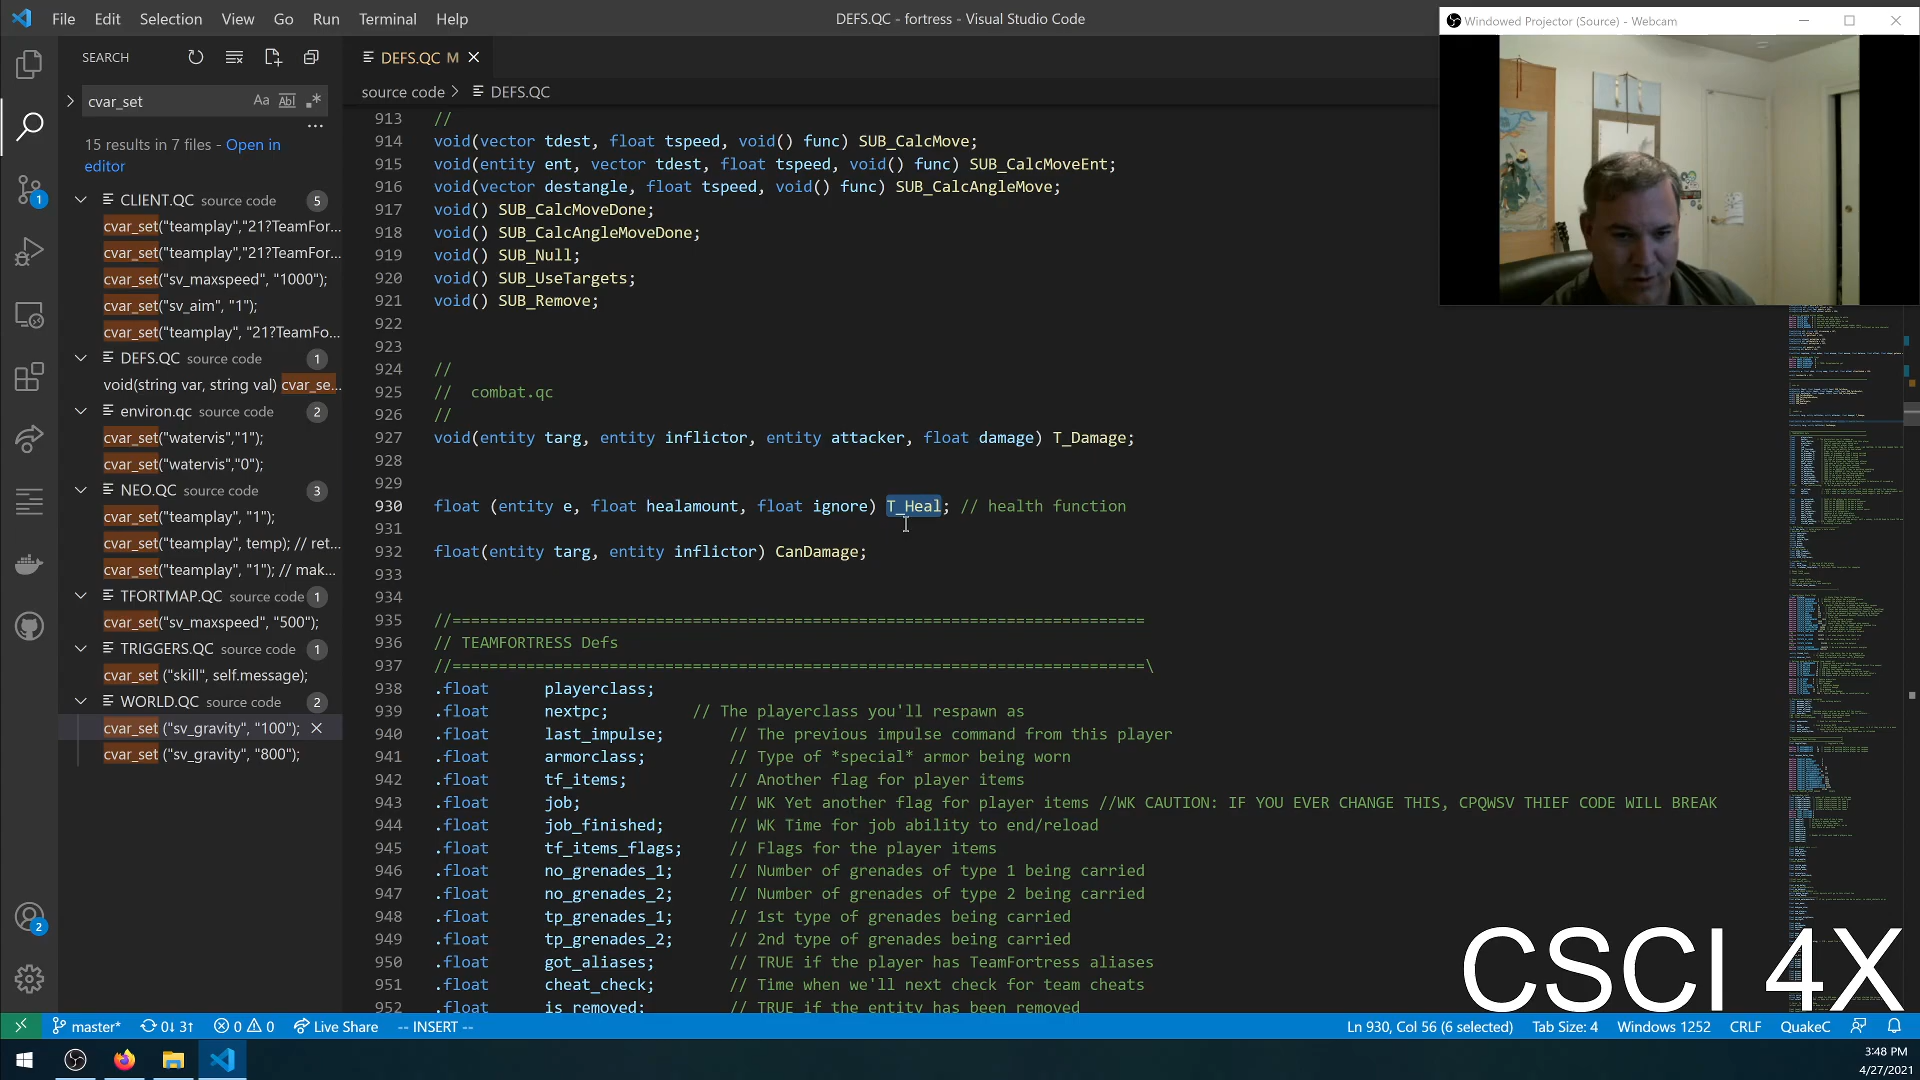 File Edit Selection View Go Run Terminal Help
DEFS.QC - fortress - Visual Studio Code
Windowed Projector (Source) - Webcam
SEARCH
DEFS.QC M
cvar_set
Aa Abl .*
15 results in 7 files - Open in
editor
CLIENT.QC source code 5
cvar_set("teamplay","21?TeamFor...
cvar_set("teamplay","21?TeamFor...
cvar_set("sv_maxspeed", "1000");
cvar_set("sv_aim", "1");
cvar_set("teamplay", "21?TeamFo...
DEFS.QC source code 1
void(string var, string val) cvar_se...
environ.qc source code 2
cvar_set("watervis","1");
cvar_set("watervis","0");
NEO.QC source code 3
cvar_set("teamplay", "1");
cvar_set("teamplay", temp); // ret...
cvar_set("teamplay", "1"); // mak...
TFORTMAP.QC source code 1
cvar_set("sv_maxspeed", "500");
TRIGGERS.QC source code 1
cvar_set ("skill", self.message);
WORLD.QC source code 2
cvar_set ("sv_gravity", "100");
cvar_set ("sv_gravity", "800");
source code > DEFS.QC
913 //
914 void(vector tdest, float tspeed, void() func) SUB_CalcMove;
915 void(entity ent, vector tdest, float tspeed, void() func) SUB_CalcMoveEnt;
916 void(vector destangle, float tspeed, void() func) SUB_CalcAngleMove;
917 void() SUB_CalcMoveDone;
918 void() SUB_CalcAngleMoveDone;
919 void() SUB_Null;
920 void() SUB_UseTargets;
921 void() SUB_Remove;
922
923
924 //
925 // combat.qc
926 //
927 void(entity targ, entity inflictor, entity attacker, float damage) T_Damage;
928
929
930 float (entity e, float healamount, float ignore) T_Heal; // health function
931
932 float(entity targ, entity inflictor) CanDamage;
933
934
935 //===========================================================================
936 // TEAMFORTRESS Defs
937 //===========================================================================\
938 .float playerclass;
939 .float nextpc; // The playerclass you'll respawn as
940 .float last_impulse; // The previous impulse command from this player
941 .float armorclass; // Type of *special* armor being worn
942 .float tf_items; // Another flag for player items
943 .float job; // WK Yet another flag for player items //WK CAUTION: IF YOU EVER CHANGE THIS, CPQWSV THIEF CODE WILL BREAK
944 .float job_finished; // WK Time for job ability to end/reload
945 .float tf_items_flags; // Flags for the player items
946 .float no_grenades_1; // Number of grenades of type 1 being carried
947 .float no_grenades_2; // Number of grenades of type 2 being carried
948 .float tp_grenades_1; // 1st type of grenades being carried
949 .float tp_grenades_2; // 2nd type of grenades being carried
950 .float got_aliases; // TRUE if the player has TeamFortress aliases
951 .float cheat_check; // Time when we'll next check for team cheats
952 .float is_removed; // TRUE if the entity has been removed
CSCI 4X
1
2
master* 0↓ 3↑ 0 0 Live Share -- INSERT --
Ln 930, Col 56 (6 selected) Tab Size: 4 Windows 1252 CRLF QuakeC
3:48 PM
4/27/2021